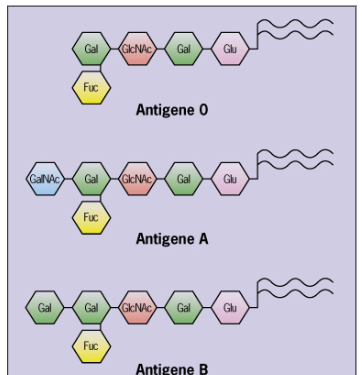 Gal GlcNAc Gal Glu
Fuc
Antigene O
GalNAc Gal GlcNAc Gal Glu
Fuc
Antigene A
Gal Gal GlcNAc Gal Glu
Fuc
Antigene B